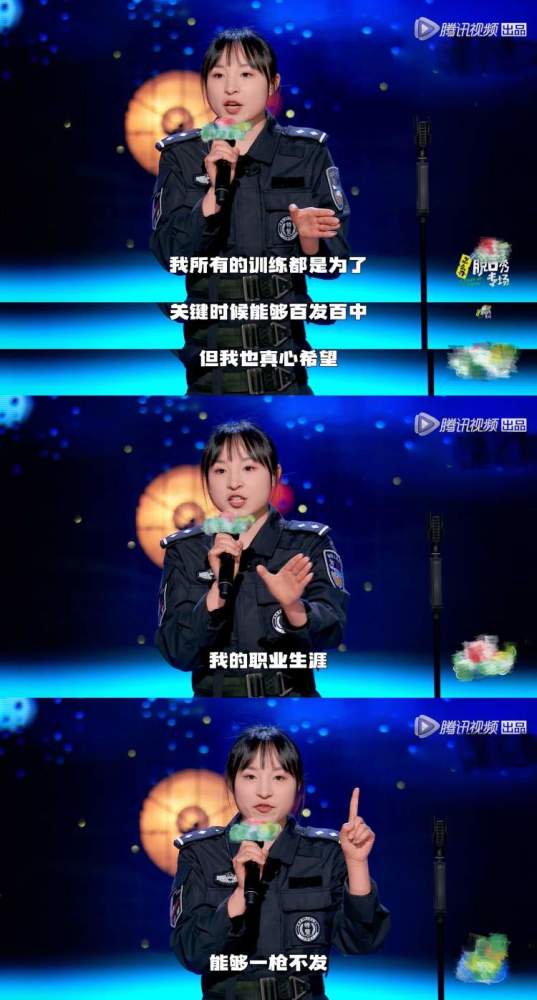 腾讯视频 出品
我所有的训练都是为了
脱口秀
专场
关键时候能够百发百中
但我也真心希望
腾讯视频 出品
我的职业生涯
腾讯视频 出品
能够一枪不发